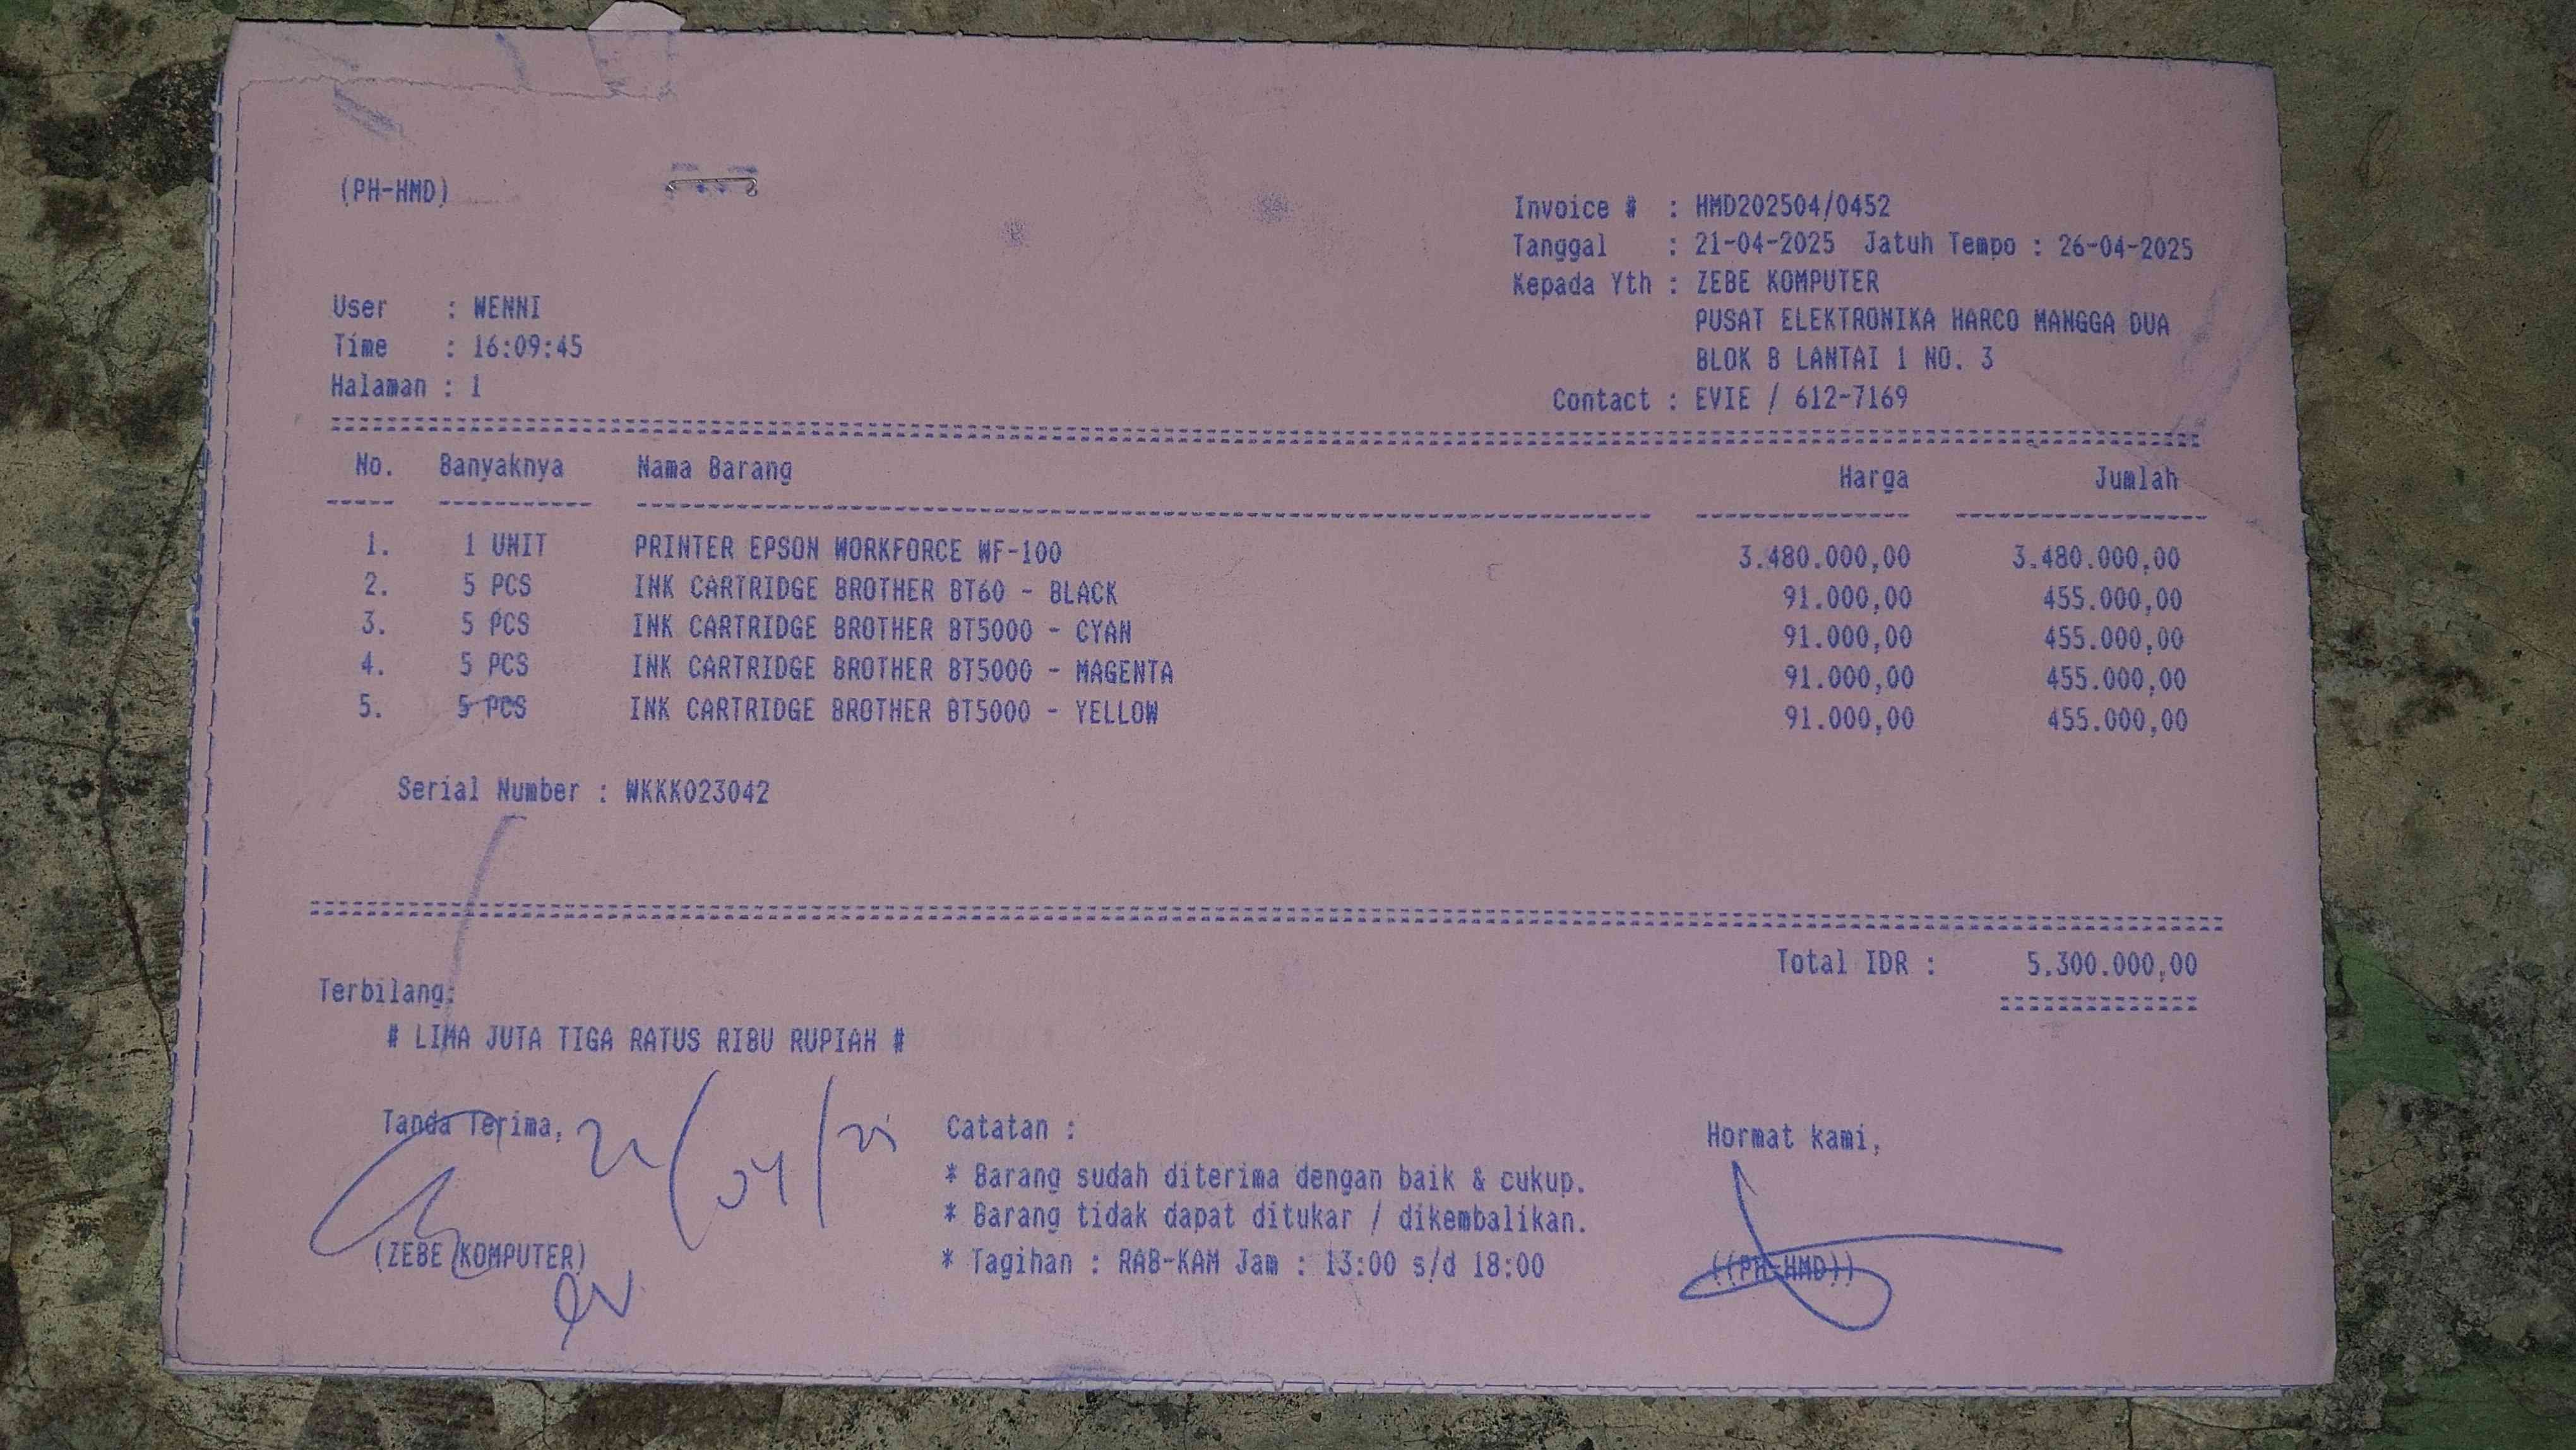 (PH-HMD)
Invoice # : HMD202504/0452
Tanggal : 21-04-2025 Jatuh Tempo : 26-04-2025
Kepada Yth : ZEBE KOMPUTER
PUSAT ELEKTRONIKA HARCO MANGGA DUA
BLOK B LANTAI 1 NO. 3
Contact : EVIE / 612-7169
User : WENNI
Time : 16:09:45
Halaman : 1
No. Banyaknya Nama Barang Harga Jumlah
1. 1 UNIT PRINTER EPSON WORKFORCE WF-100 3.480.000,00 3.480.000,00
2. 5 PCS INK CARTRIDGE BROTHER BT60 - BLACK 91.000,00 455.000,00
3. 5 PCS INK CARTRIDGE BROTHER BT5000 - CYAN 91.000,00 455.000,00
4. 5 PCS INK CARTRIDGE BROTHER BT5000 - MAGENTA 91.000,00 455.000,00
5. 5 PCS INK CARTRIDGE BROTHER BT5000 - YELLOW 91.000,00 455.000,00
Serial Number : WKKK023042
Total IDR : 5.300.000,00
Terbilang:
# LIMA JUTA TIGA RATUS RIBU RUPIAH #
Tanda Terima,
(ZEBE KOMPUTER)
Catatan :
* Barang sudah diterima dengan baik & cukup.
* Barang tidak dapat ditukar / dikembalikan.
* Tagihan : RAB-KAM Jam : 13:00 s/d 18:00
Hormat kami,
((PH-HMD))